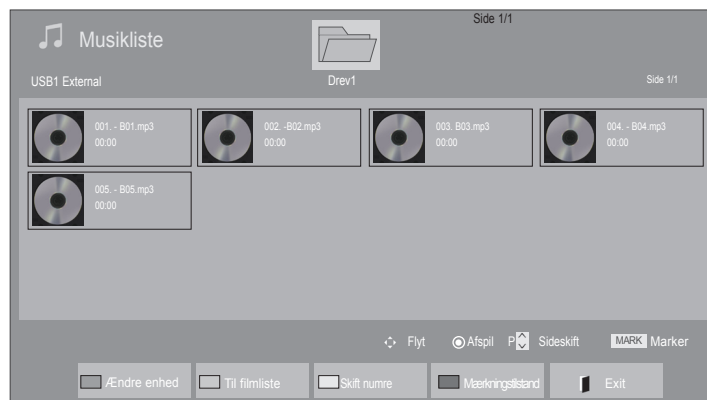 Side 1/1
Musikliste
USB1 External
Drev1
Side 1/1
001. - B01.mp3
00:00
002. -B02.mp3
00:00
003. B03.mp3
00:00
004. - B04.mp3
00:00
005. - B05.mp3
00:00
Flyt
Afspil
P
Sideskift
MARK Marker
Ændre enhed
Til filmliste
Skift numre
Mærkningstilstand
Exit